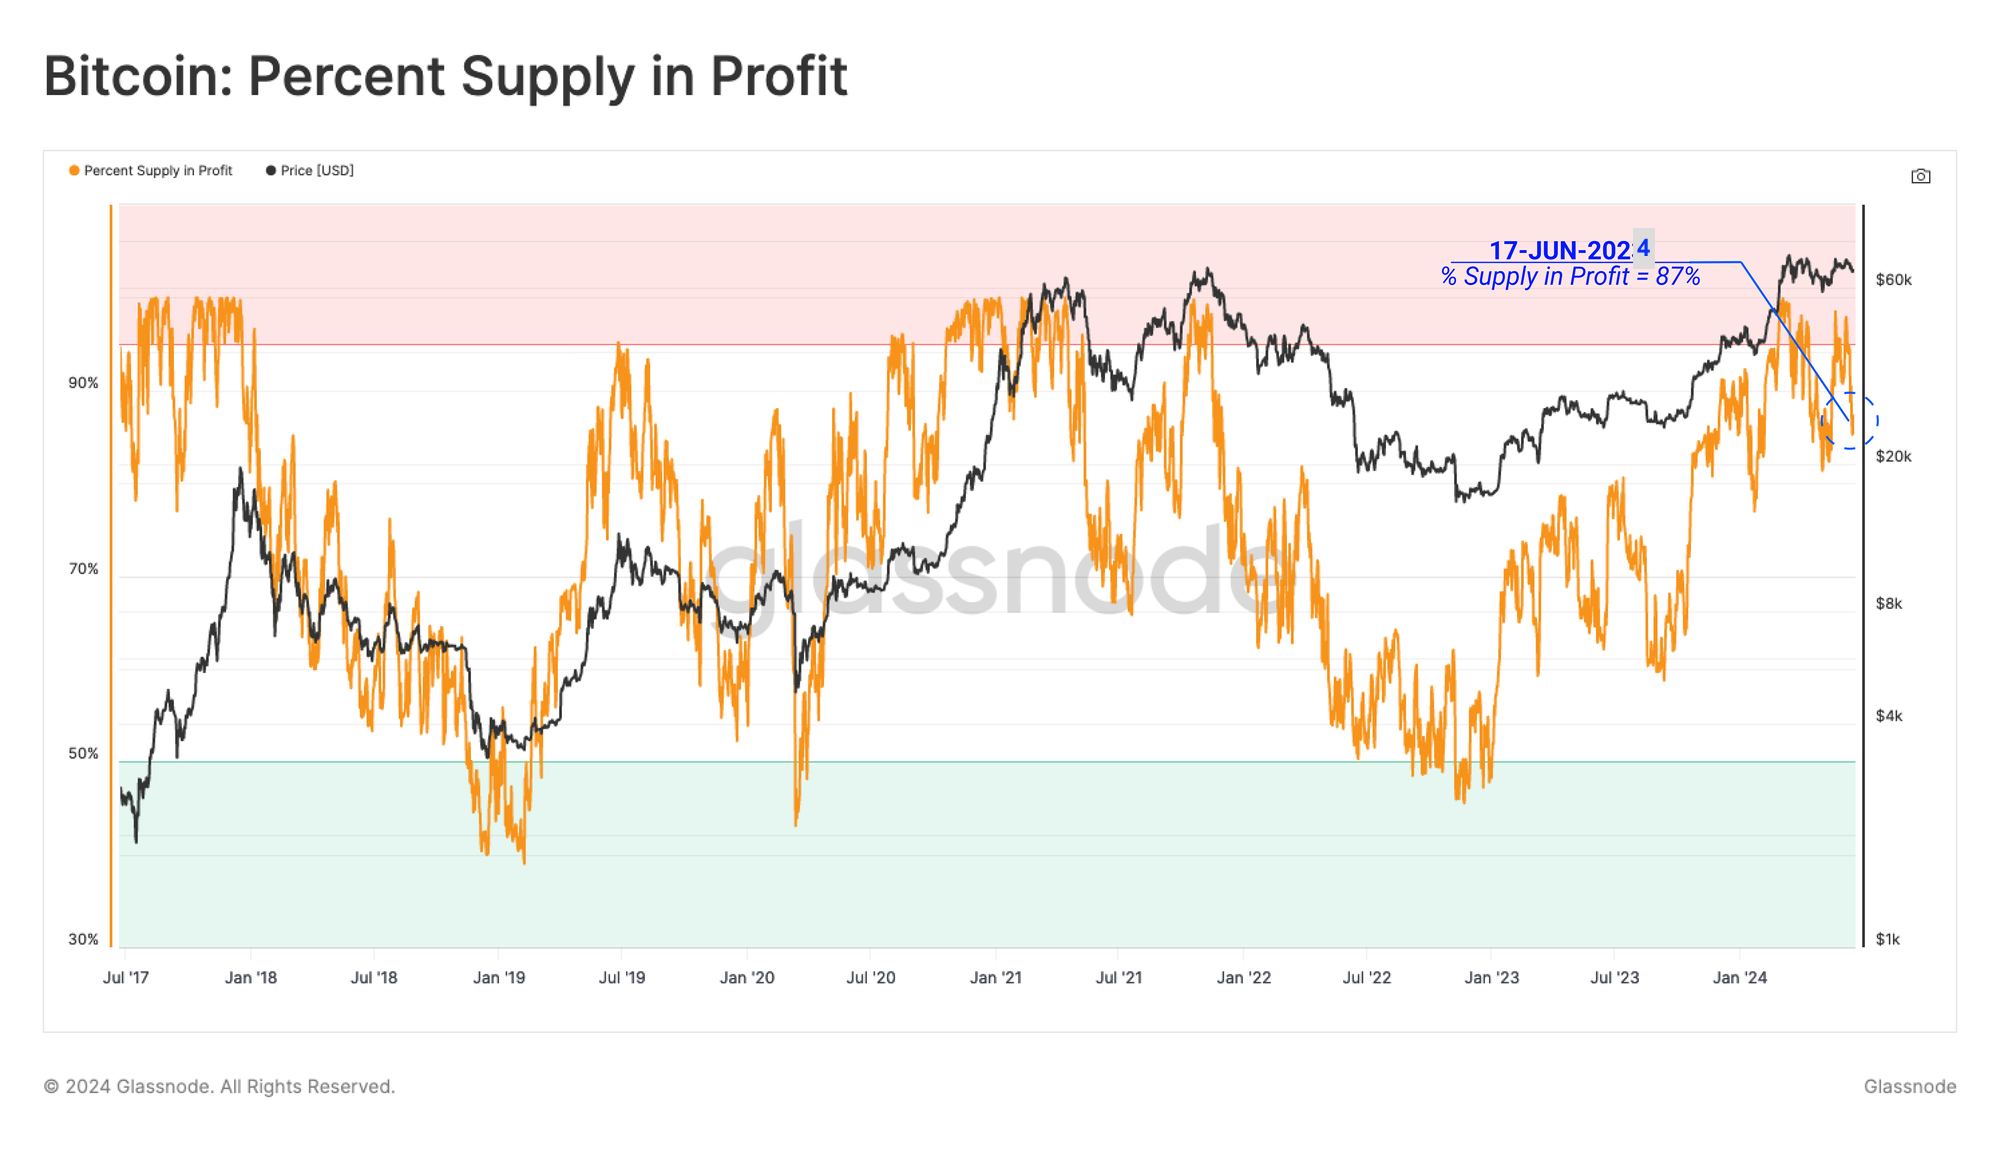 Bitcoin: Percent Supply in Profit
Percent Supply in Profit
Price [USD]
17-JUN-2024
% Supply in Profit = 87%
90%
70%
50%
30%
$60k
$20k
$8k
$4k
$1k
glassnode
Jul '17
Jan '18
Jul '18
Jan '19
Jul '19
Jan '20
Jul '20
Jan '21
Jul '21
Jan '22
Jul '22
Jan '23
Jul '23
Jan '24
© 2024 Glassnode. All Rights Reserved.
Glassnode